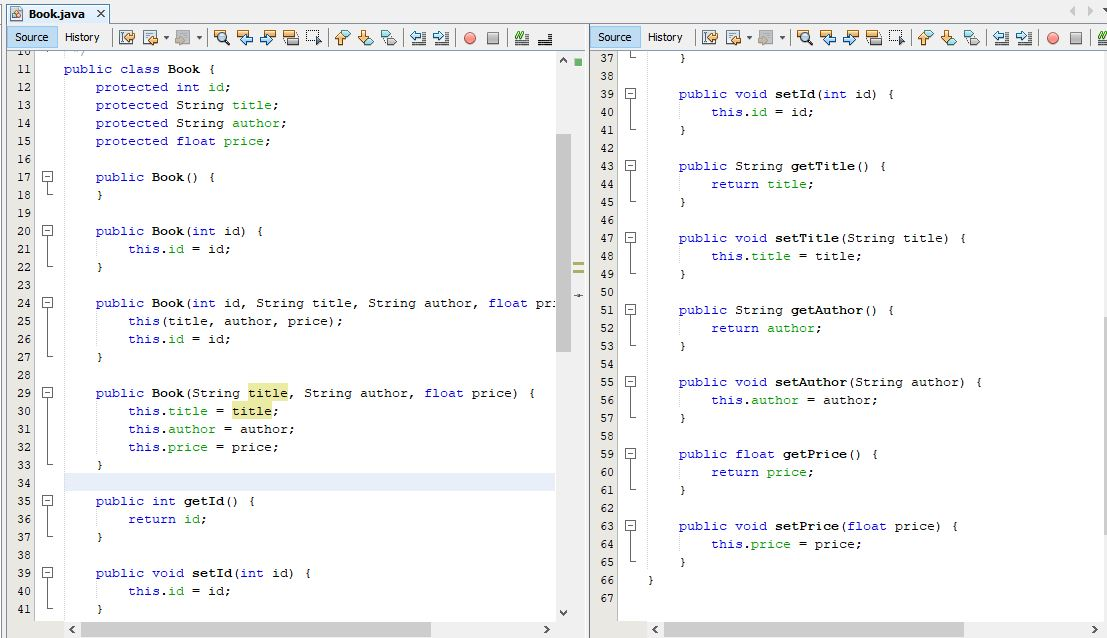 Book.java
Source History
11 public class Book {
12 protected int id;
13 protected String title;
14 protected String author;
15 protected float price;
16
17 public Book() {
18 }
19
20 public Book(int id) {
21 this.id = id;
22 }
23
24 public Book(int id, String title, String author, float pri
25 this(title, author, price);
26 this.id = id;
27 }
28
29 public Book(String title, String author, float price) {
30 this.title = title;
31 this.author = author;
32 this.price = price;
33 }
34
35 public int getId() {
36 return id;
37 }
38
39 public void setId(int id) {
40 this.id = id;
41 }
Source History
37 }
38
39 public void setId(int id) {
40 this.id = id;
41 }
42
43 public String getTitle() {
44 return title;
45 }
46
47 public void setTitle(String title) {
48 this.title = title;
49 }
50
51 public String getAuthor() {
52 return author;
53 }
54
55 public void setAuthor(String author) {
56 this.author = author;
57 }
58
59 public float getPrice() {
60 return price;
61 }
62
63 public void setPrice(float price) {
64 this.price = price;
65 }
66 }
67